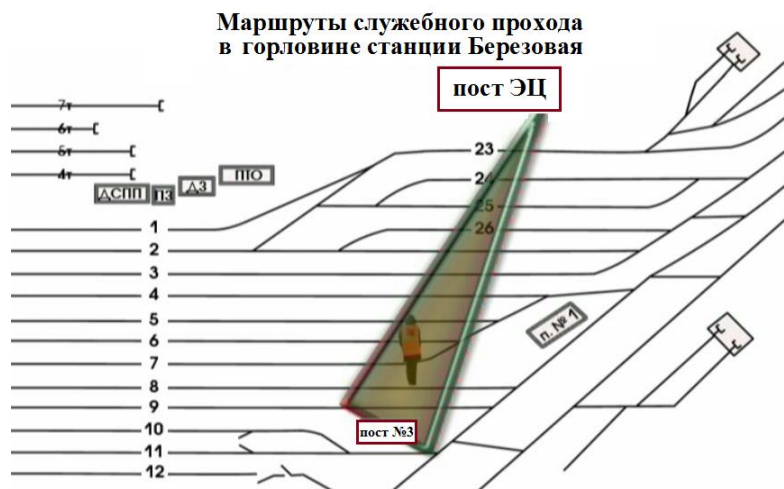 Маршруты служебного прохода
в горловине станции Березовая
пост ЭЦ
7т
6т
5т
4т
ДСПП
ПЗ
ДЗ
ПТО
23
24
25
26
1
2
3
4
5
6
7
8
9
10
11
12
п. № 1
пост №3